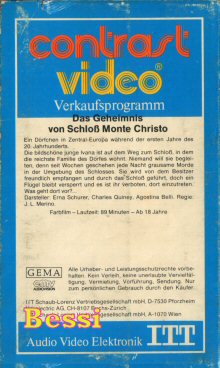 contrast
video®
Verkaufsprogramm
Das Geheimnis
von Schloß Monte Christo
Ein Dörfchen in Zentral-Europa während der ersten Jahre des
20. Jahrhunderts.
Die bildschöne junge Ivana ist auf dem Weg zum Schloß, in dem
die reichste Familie des Dorfes wohnt. Niemand will sie beglei-
ten, denn seit Wochen geschehen jede Nacht grausame Morde
in der Umgebung des Schlosses. Sie wird von dem Besitzer
freundlich empfangen und durch das Schloß geführt, doch ein
Flügel bleibt versperrt und es ist ihr verboten, dort einzutreten.
Was geht dort vor?
Darsteller: Erna Schurer, Charles Quiney, Agostina Belli. Regie:
J. L. Merino.
Farbfilm – Laufzeit: 89 Minuten – Ab 18 Jahre
GEMA
Alle Urheber- und Leistungsschutzrechte vorbe-
halten. Kein Verleih, keine unerlaubte Vervielfäl-
tigung, Vermietung, Vorführung, Sendung. Nur
zum persönlichen Gebrauch durch den Käufer.
ITT Schaub-Lorenz Vertriebsgesellschaft mbH, D-7530 Pforzheim
AG, CH-8107 Buchs-Zürich
gesellschaft mbH, A-1070 Wien
Bessi
Audio Video Elektronik ITT